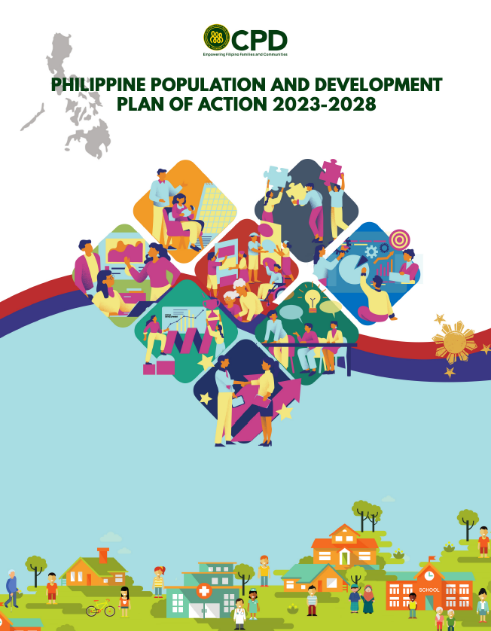 CPD
Empowering Filipino Families and Communities
PHILIPPINE POPULATION AND DEVELOPMENT
PLAN OF ACTION 2023-2028
SCHOOL